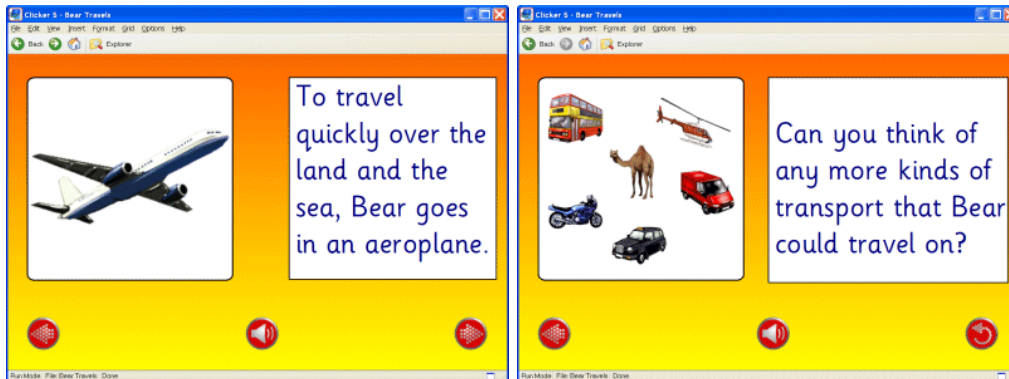 Clicker 5 - Bear Travels
File Edit View Insert Format Grid Options Help
Back Explorer
To travel
quickly over the
land and the
sea, Bear goes
in an aeroplane.
Run Mode File: Bear Travels Done
Clicker 5 - Bear Travels
File Edit View Insert Format Grid Options Help
Back Explorer
Can you think of
any more kinds of
transport that Bear
could travel on?
Run Mode File: Bear Travels Done